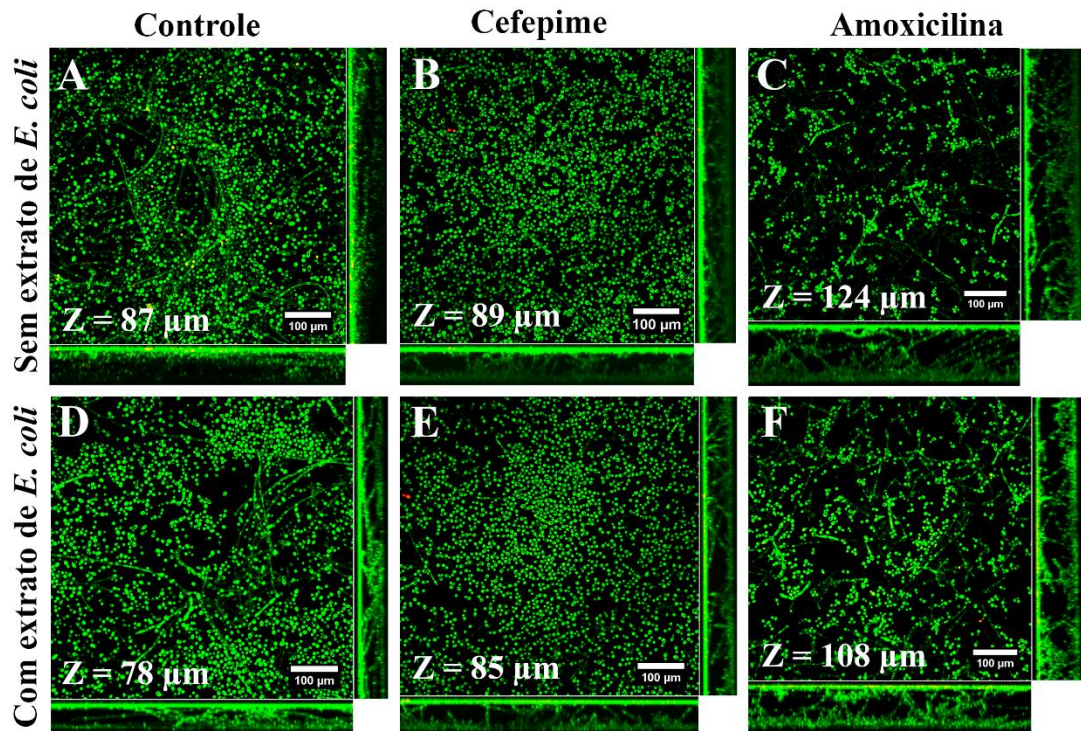 Controle
Cefepime
Amoxicilina
Sem extrato de E. coli
A
Z = 87 µm
100 µm
B
Z = 89 µm
100 µm
C
Z = 124 µm
100 µm
Com extrato de E. coli
D
Z = 78 µm
100 µm
E
Z = 85 µm
100 µm
F
Z = 108 µm
100 µm